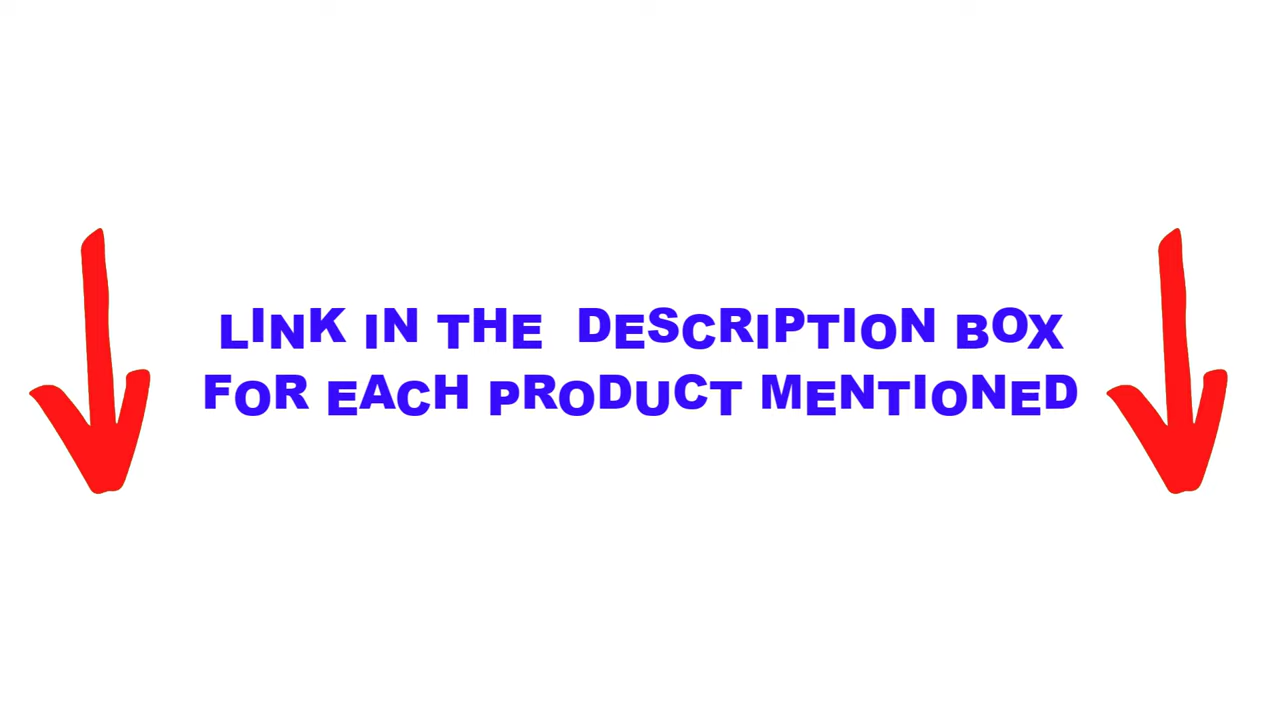 LINK IN THE DESCRIPTION BOX
FOR EACH PRODUCT MENTIONED